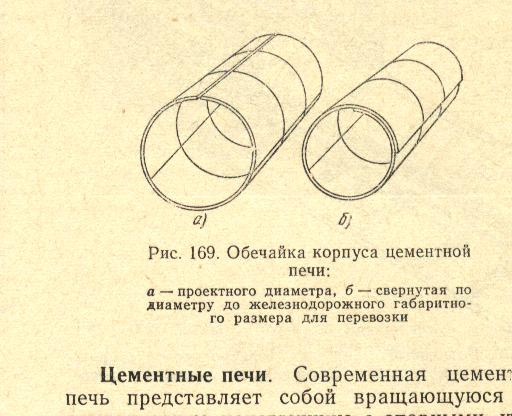 а)
б)
Рис. 169. Обечайка корпуса цементной
печи:
а — проектного диаметра, б — свернутая по
диаметру до железнодорожного габаритно-
го размера для перевозки
Цементные печи. Современная цемент
печь представляет собой вращающуюся